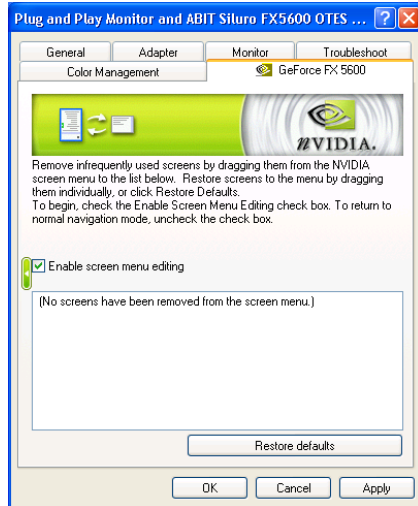 Plug and Play Monitor and ABIT Siluro FX5600 OTES ...
General Adapter Monitor Troubleshoot
Color Management GeForce FX 5600
nVIDIA.
Remove infrequently used screens by dragging them from the NVIDIA
screen menu to the list below. Restore screens to the menu by dragging
them individually, or click Restore Defaults.
To begin, check the Enable Screen Menu Editing check box. To return to
normal navigation mode, uncheck the check box.
Enable screen menu editing
(No screens have been removed from the screen menu.)
Restore defaults
OK Cancel Apply